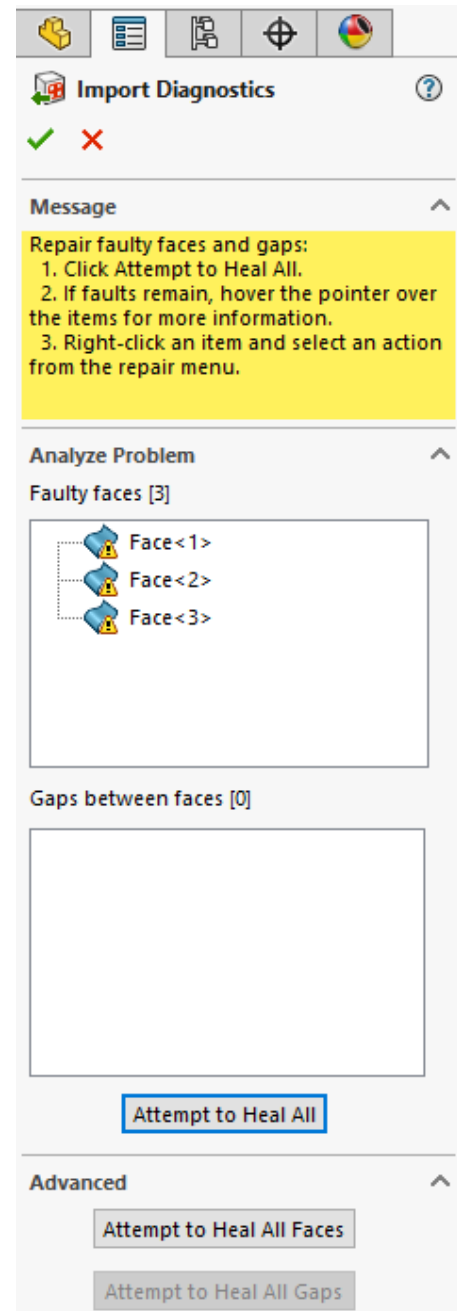 Import Diagnostics
Message
Repair faulty faces and gaps:
1. Click Attempt to Heal All.
2. If faults remain, hover the pointer over
the items for more information.
3. Right-click an item and select an action
from the repair menu.
Analyze Problem
Faulty faces [3]
Face<1>
Face<2>
Face<3>
Gaps between faces [0]
Attempt to Heal All
Advanced
Attempt to Heal All Faces
Attempt to Heal All Gaps